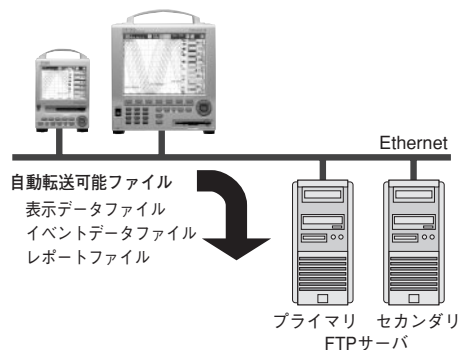 Ethernet
自動転送可能ファイル
表示データファイル
イベントデータファイル
レポートファイル
プライマリ セカンダリ
FTPサーバ